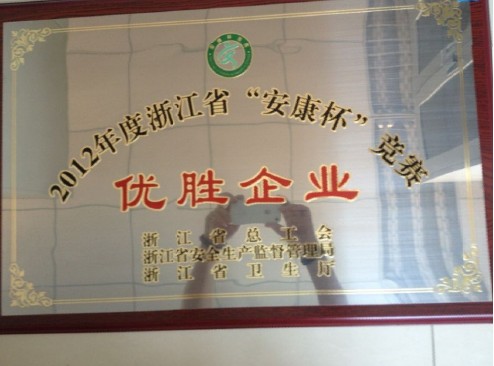 2012年度浙江省“安康杯”竞赛
优胜企业
浙江省总工会
浙江省安全生产监督管理局
浙江省卫生厅